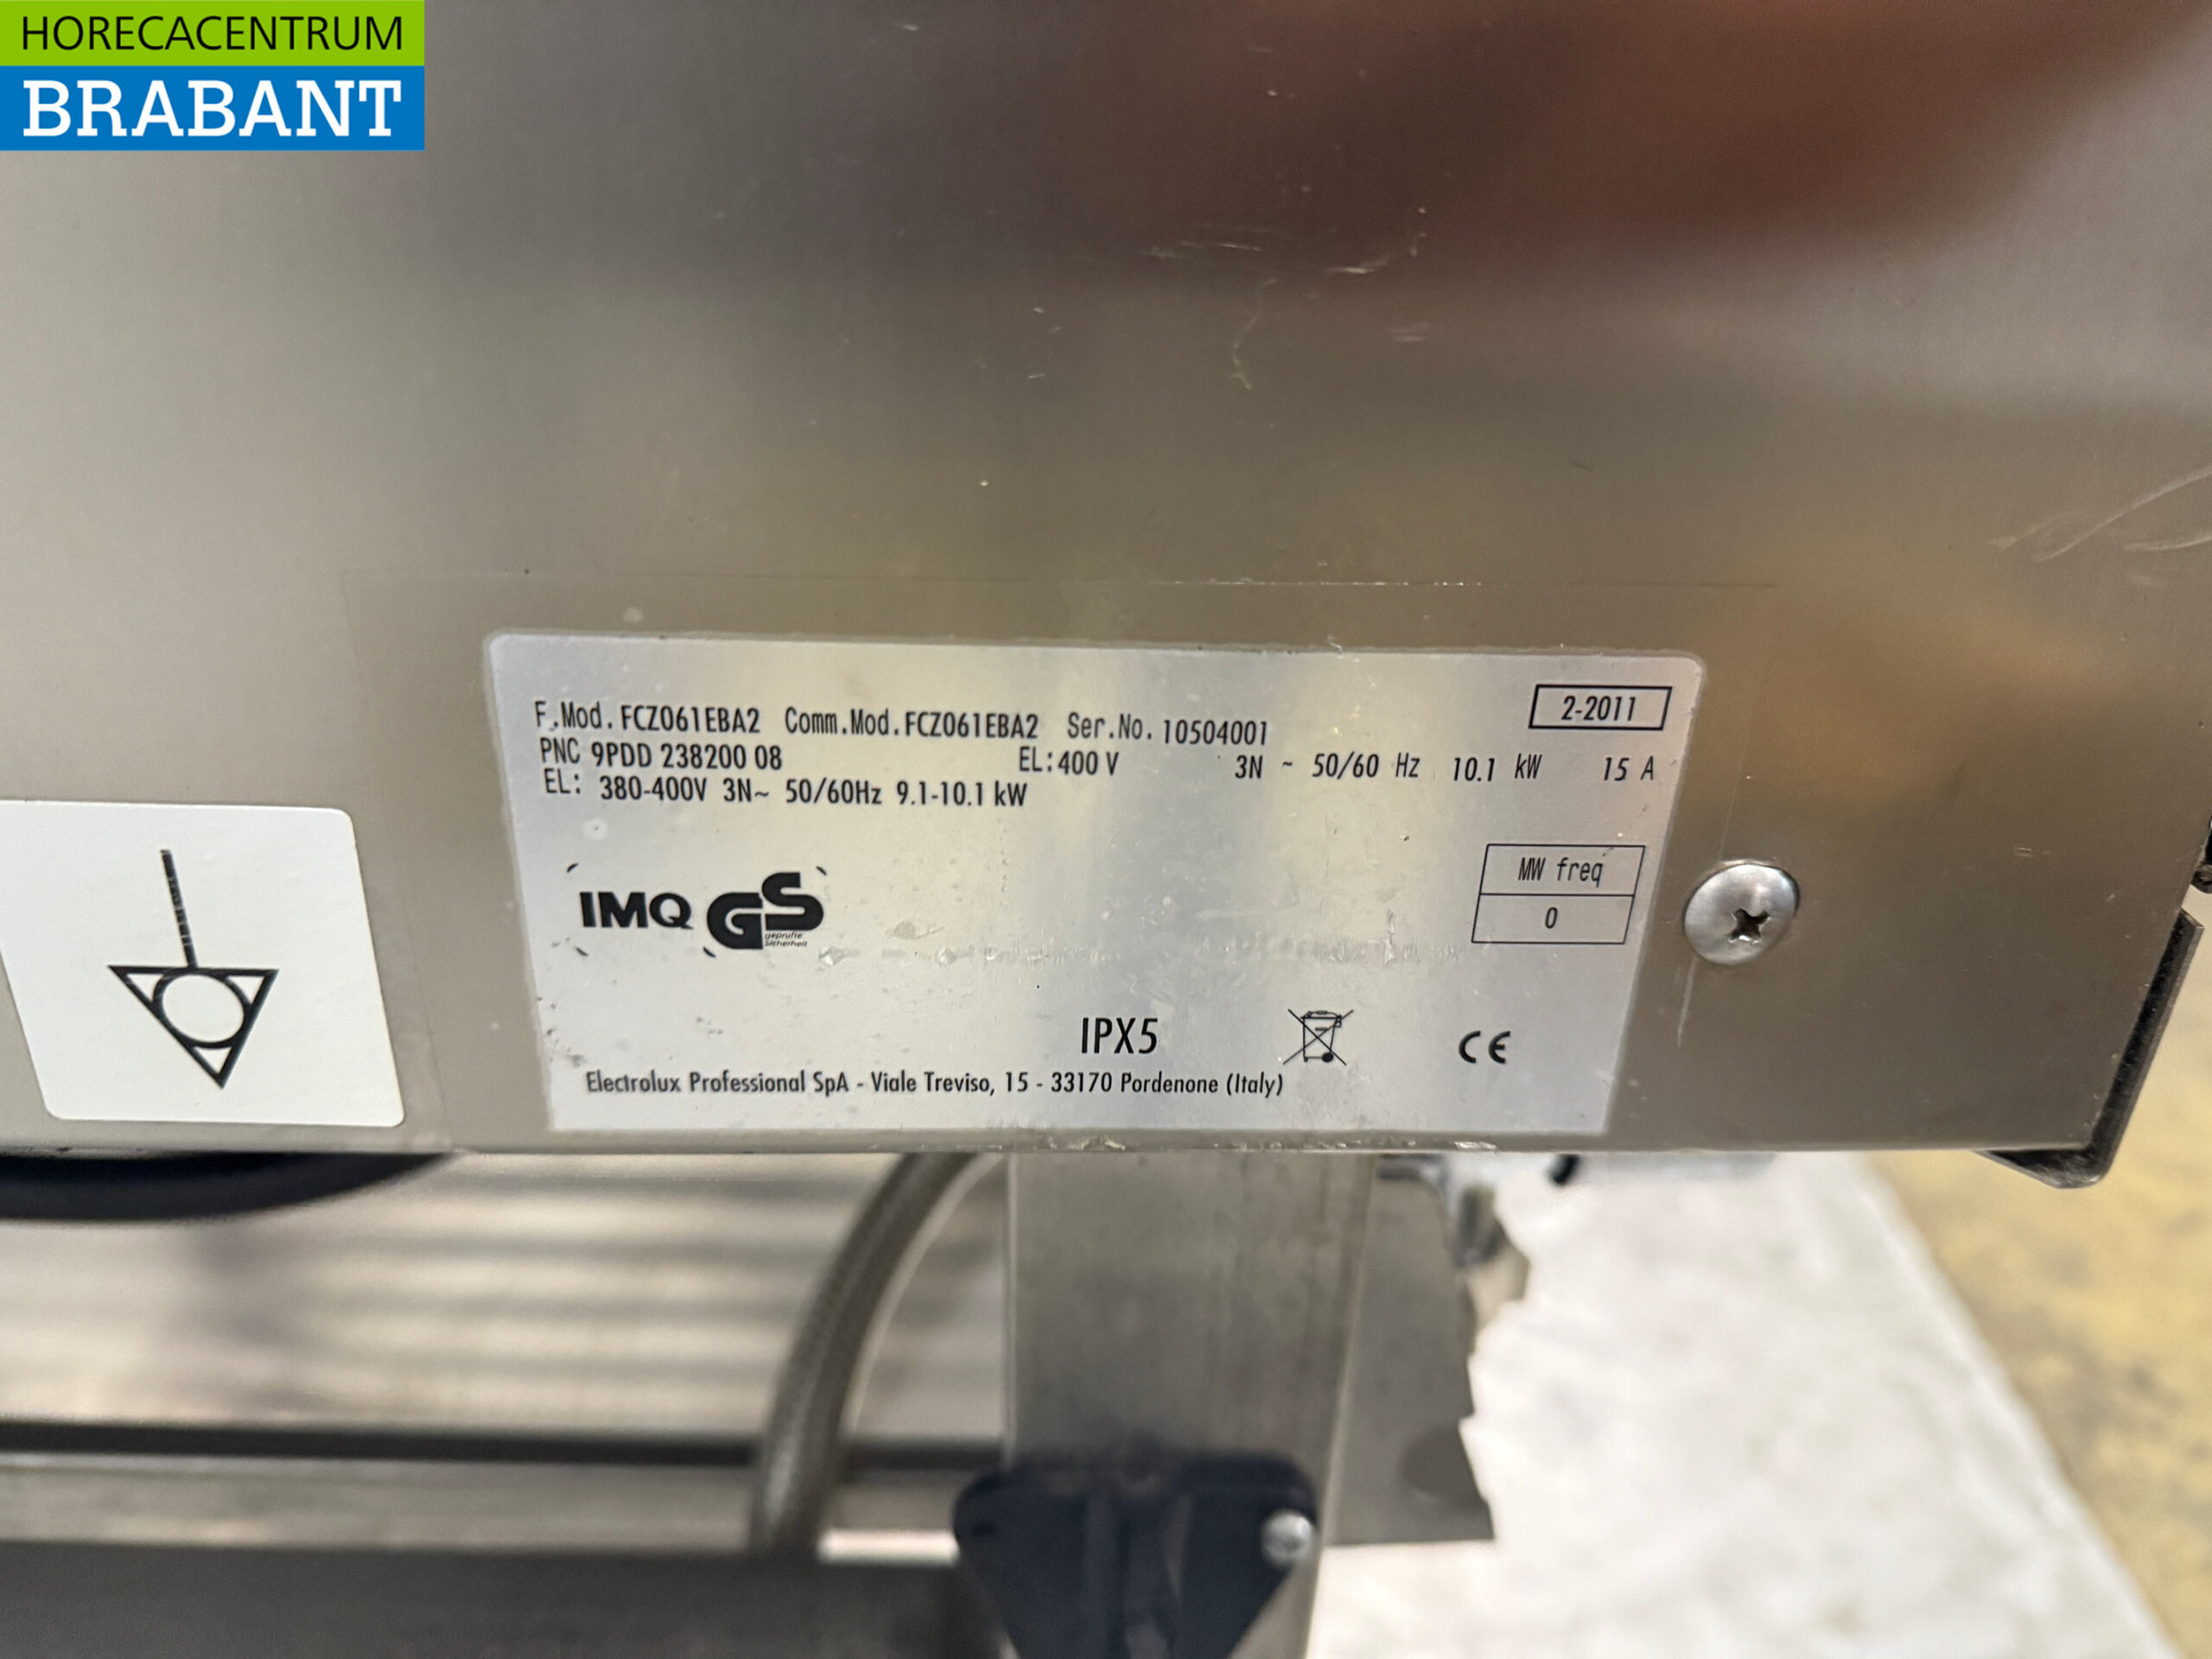 HORECACENTRUM
BRABANT
2-2011
F.Mod. FCZ061EBA2 Comm.Mod. FCZ061EBA2 Ser.No. 10504001
PNC 9PDD 238200 08 EL: 400 V 3N ~ 50/60 Hz 10.1 kW 15 A
EL: 380-400V 3N~ 50/60Hz 9.1-10.1 kW
MW freq
0
IMQ GS
geprüfte
Sicherheit
IPX5
CE
Electrolux Professional SpA - Viale Treviso, 15 - 33170 Pordenone (Italy)